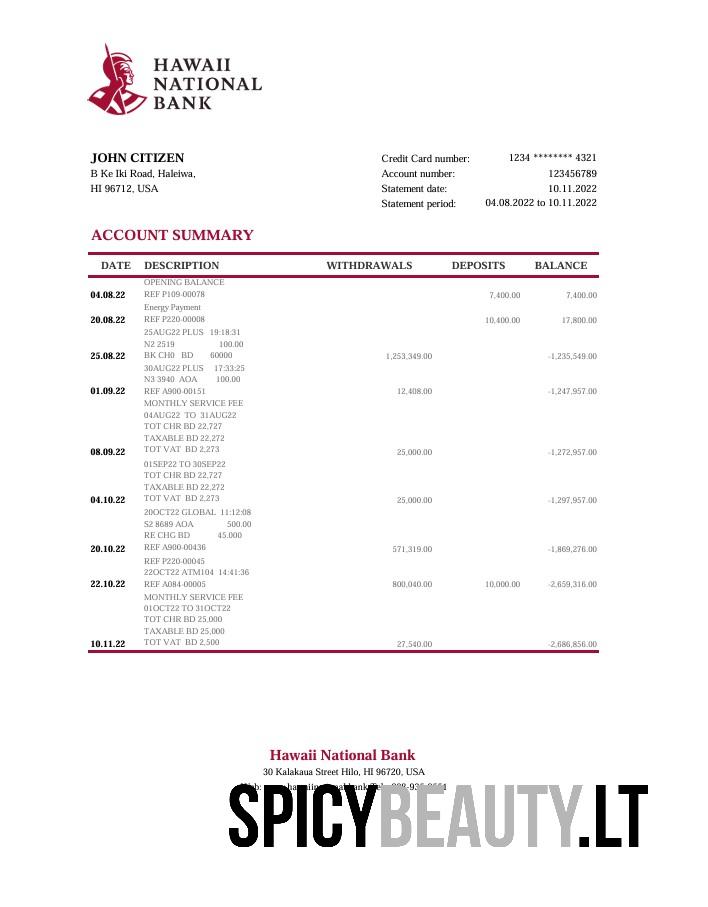 HAWAII
NATIONAL
BANK
JOHN CITIZEN
B Ke Iki Road, Haleiwa,
HI 96712, USA
Credit Card number: 1234 ******** 4321
Account number: 123456789
Statement date: 10.11.2022
Statement period: 04.08.2022 to 10.11.2022
ACCOUNT SUMMARY
DATE DESCRIPTION WITHDRAWALS DEPOSITS BALANCE
OPENING BALANCE
04.08.22 REF P109-00078 7,400.00 7,400.00
Energy Payment
20.08.22 REF P220-00008 10,400.00 17,800.00
25AUG22 PLUS 19:18:31
N2 2519 100.00
25.08.22 BK CH0 BD 60000 1,253,349.00 -1,235,549.00
30AUG22 PLUS 17:33:25
N3 3940 AOA 100.00
01.09.22 REF A900-00151 12,408.00 -1,247,957.00
MONTHLY SERVICE FEE
04AUG22 TO 31AUG22
TOT CHR BD 22,727
TAXABLE BD 22,272
08.09.22 TOT VAT BD 2,273 25,000.00 -1,272,957.00
01SEP22 TO 30SEP22
TOT CHR BD 22,727
TAXABLE BD 22,272
04.10.22 TOT VAT BD 2,273 25,000.00 -1,297,957.00
20OCT22 GLOBAL 11:12:08
S2 8689 AOA 500.00
RE CHG BD 45.000
20.10.22 REF A900-00436 571,319.00 -1,869,276.00
REF P220-00045
22OCT22 ATM104 14:41:36
22.10.22 REF A084-00005 800,040.00 10,000.00 -2,659,316.00
MONTHLY SERVICE FEE
01OCT22 TO 31OCT22
TOT CHR BD 25,000
TAXABLE BD 25,000
10.11.22 TOT VAT BD 2,500 27,540.00 -2,686,856.00
Hawaii National Bank
30 Kalakaua Street Hilo, HI 96720, USA
SPICYBEAUTY.LT